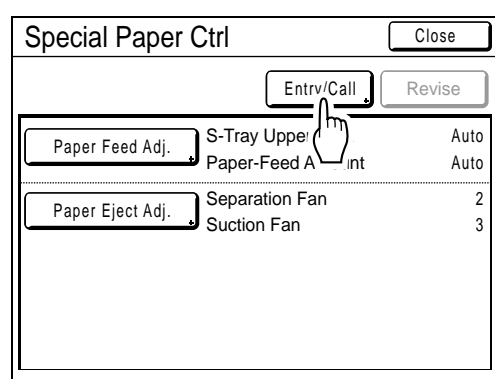 Special Paper Ctrl
Close
Entry/Call
Revise
Paper Feed Adj.
S-Tray Upper
Auto
Paper-Feed
Auto
Paper Eject Adj.
Separation Fan
2
Suction Fan
3